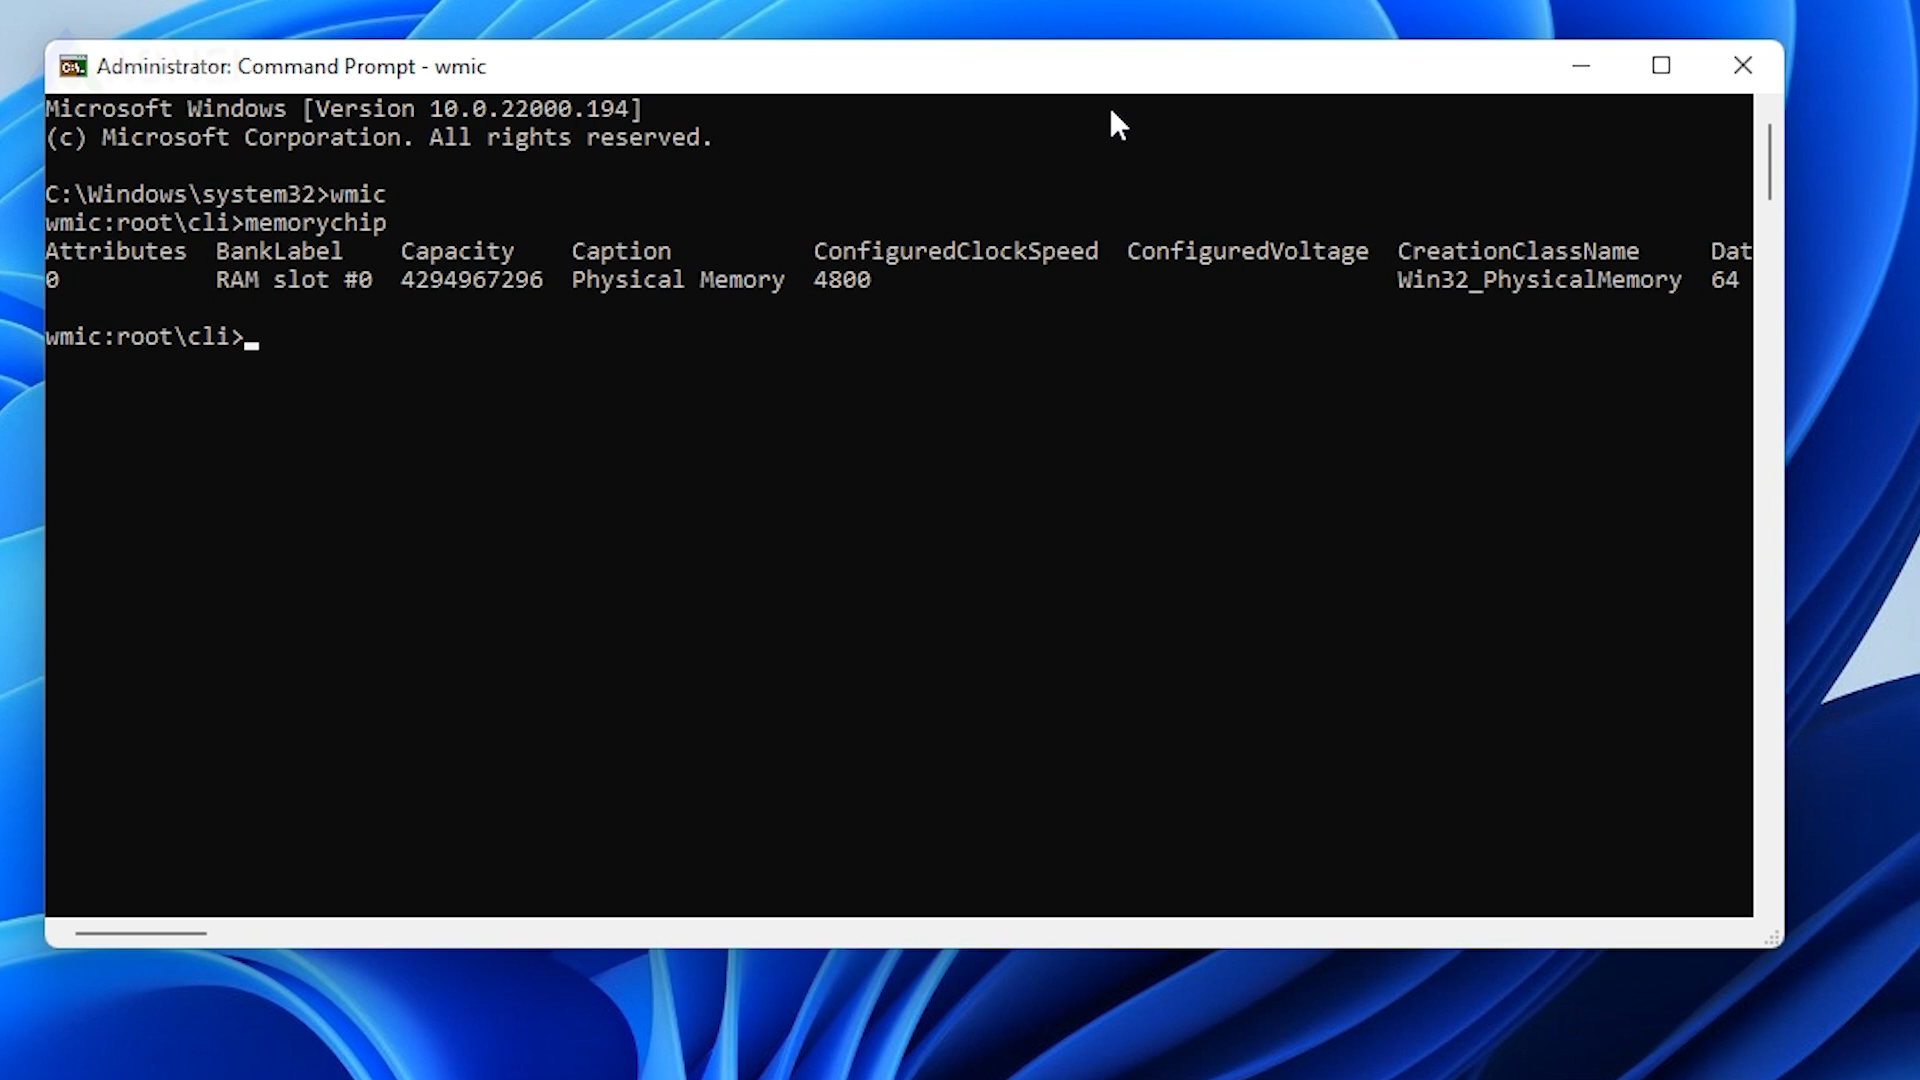 Administrator: Command Prompt - wmic
Microsoft Windows [Version 10.0.22000.194]
(c) Microsoft Corporation. All rights reserved.
C:\Windows\system32>wmic
wmic:root\cli>memorychip
Attributes BankLabel Capacity Caption ConfiguredClockSpeed ConfiguredVoltage CreationClassName Dat
0 RAM slot #0 4294967296 Physical Memory 4800 Win32_PhysicalMemory 64
wmic:root\cli>